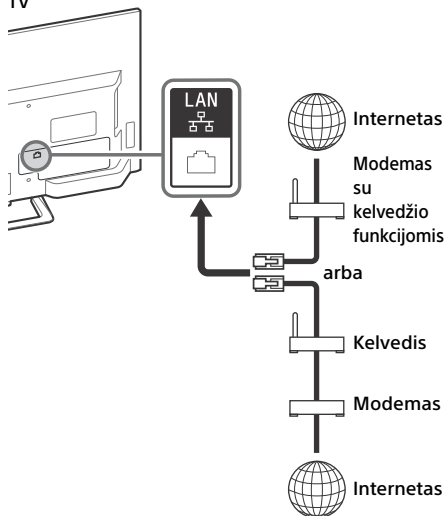 TV
LAN
Internetas
Modemas
su
kelvedžio
funkcijomis
arba
Kelvedis
Modemas
Internetas